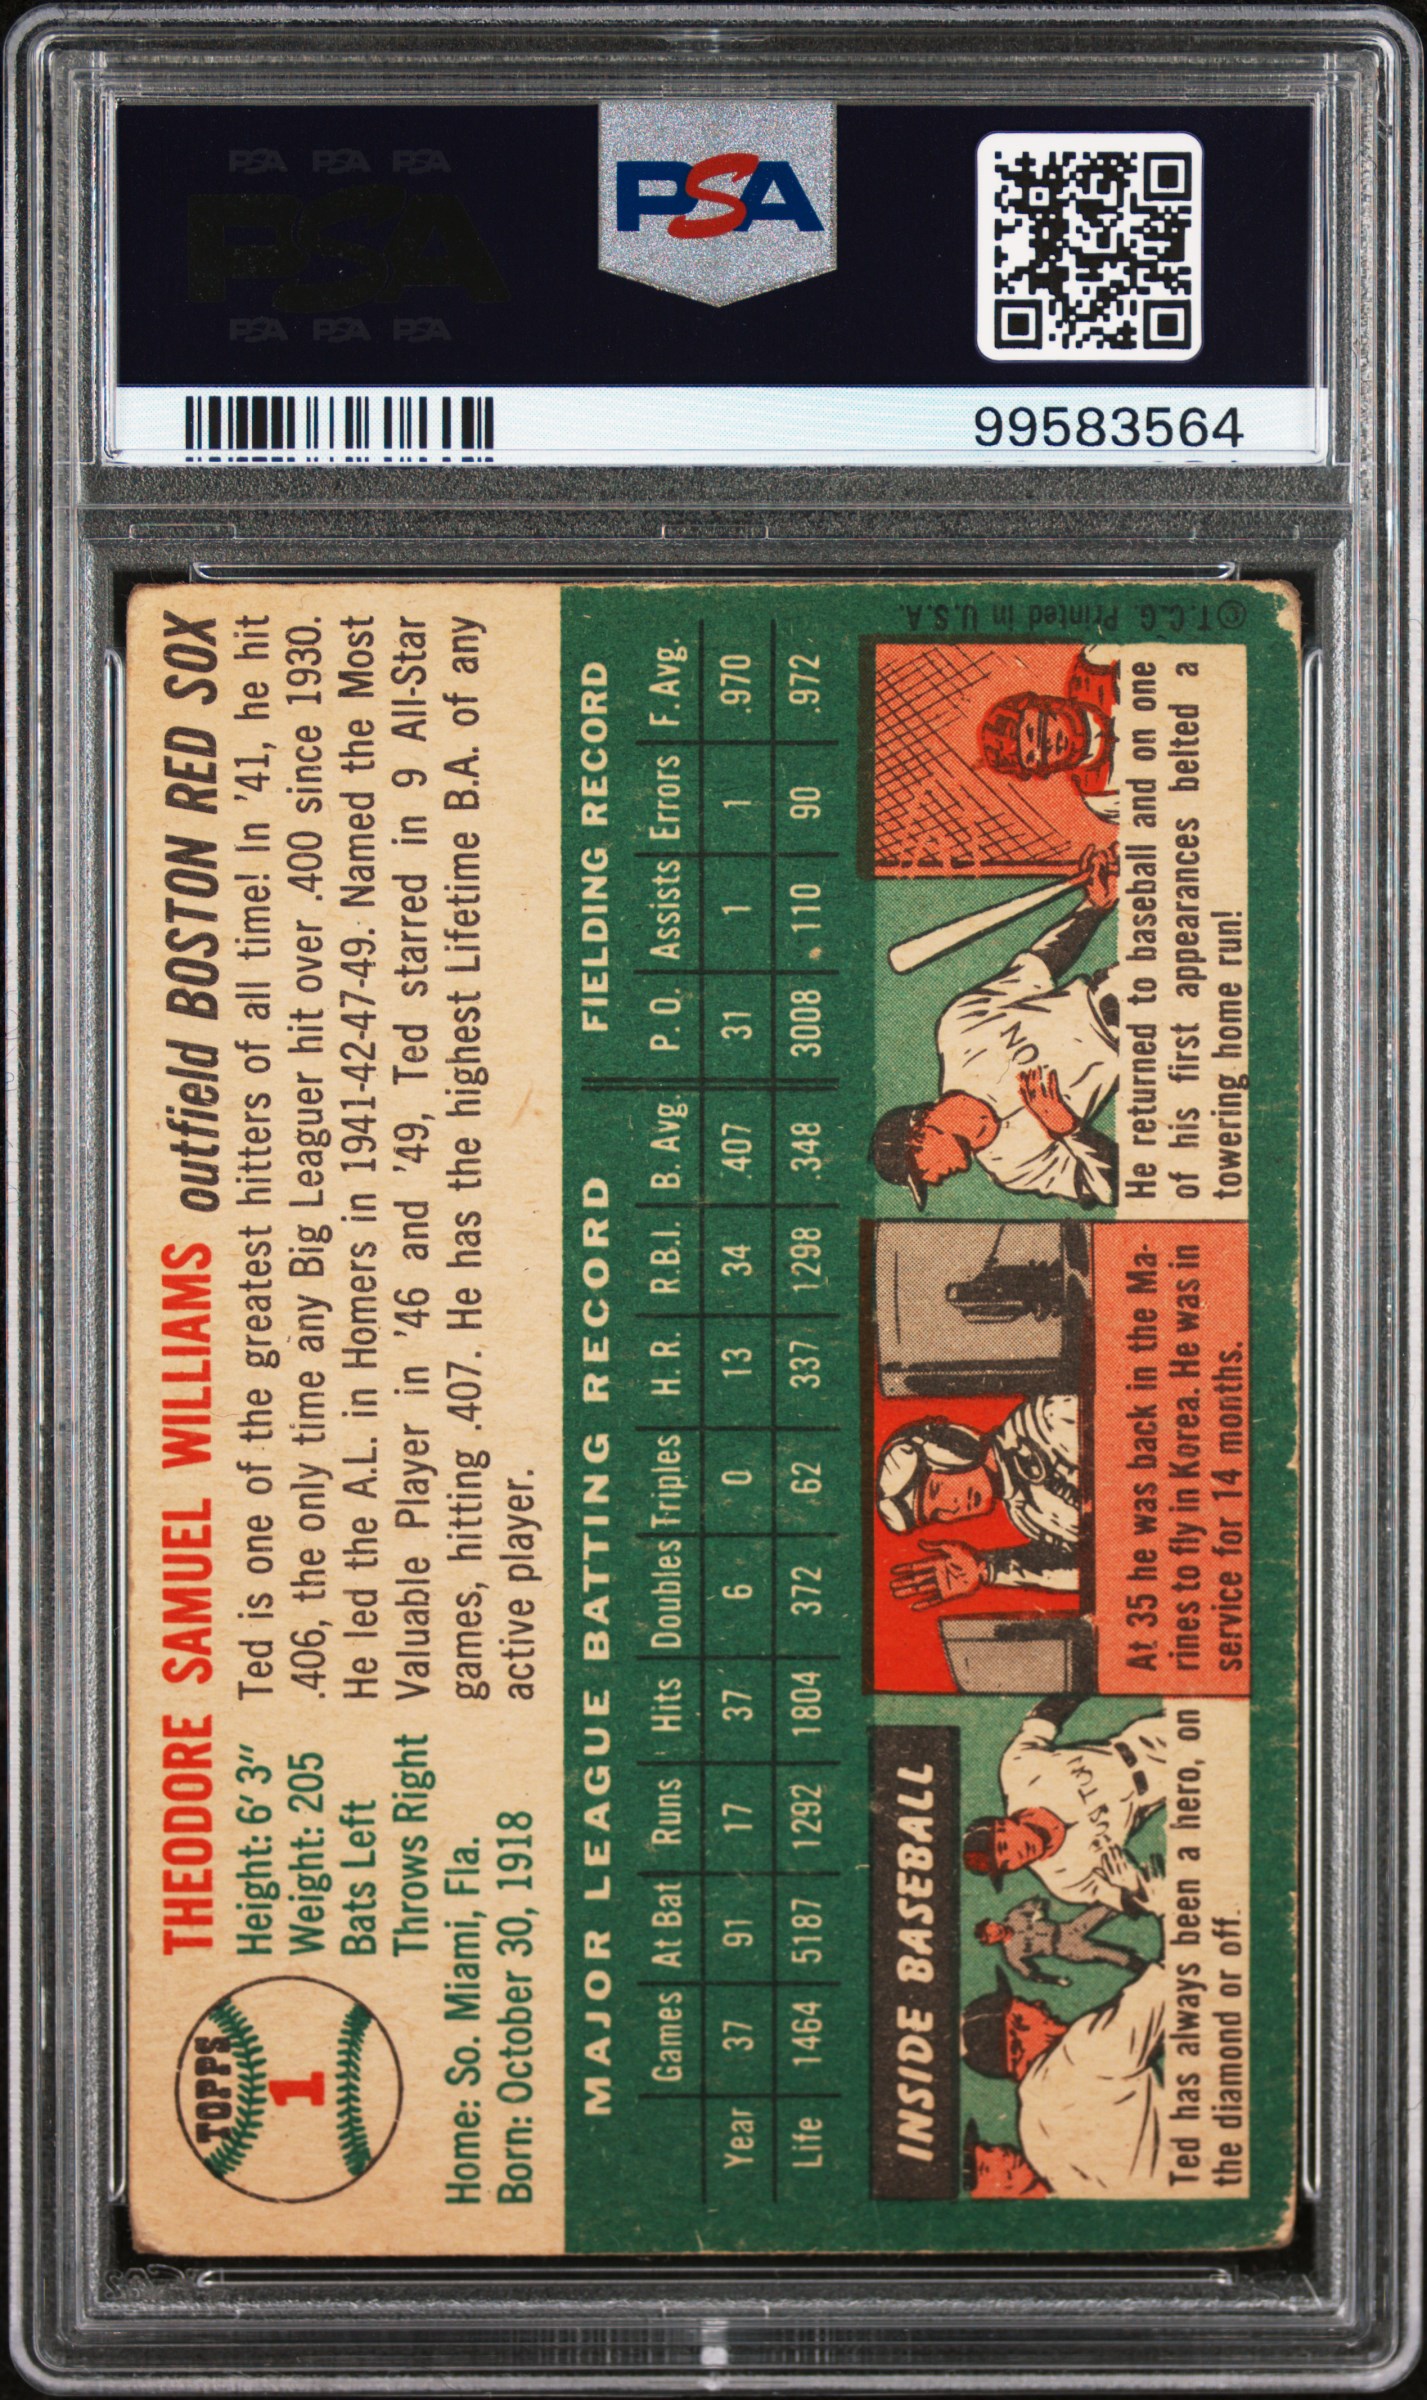 PSA PSA PSA
PSA
PSA PSA PSA
PSA
99583564
TOPPS
1
THEODORE SAMUEL WILLIAMS outfield BOSTON RED SOX
Height: 6' 3"
Weight: 205
Bats Left
Throws Right
Home: So. Miami, Fla.
Born: October 30, 1918
Ted is one of the greatest hitters of all time! In '41, he hit
.406, the only time any Big Leaguer hit over .400 since 1930.
He led the A.L. in Homers in 1941-42-47-49. Named the Most
Valuable Player in '46 and '49, Ted starred in 9 All-Star
games, hitting .407. He has the highest Lifetime B.A. of any
active player.
MAJOR LEAGUE BATTING RECORD FIELDING RECORD
Games At Bat Runs Hits Doubles Triples H. R. R.B.I. B. Avg. P. O. Assists Errors F. Avg.
Year 37 91 17 37 6 0 13 34 .407 31 1 1 .970
Life 1464 5187 1292 1804 372 62 337 1298 .348 3008 110 90 .972
INSIDE BASEBALL
Ted has always been a hero, on
the diamond or off.
At 35 he was back in the Ma-
rines to fly in Korea. He was in
service for 14 months.
He returned to baseball and on one
of his first appearances belted a
towering home run!
©T.C.G. Printed in U.S.A.